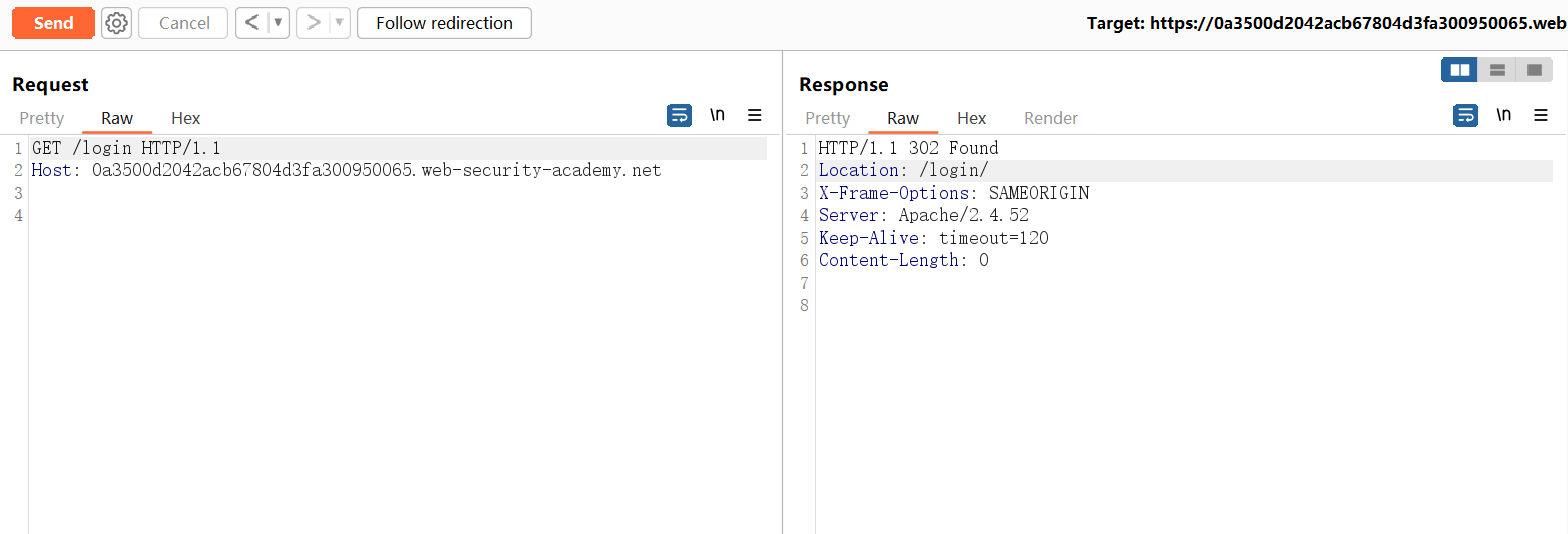 Send Cancel < > Follow redirection Target: https://0a3500d2042acb67804d3fa300950065.web
Request
Pretty Raw Hex \n
1 GET /login HTTP/1.1
2 Host: 0a3500d2042acb67804d3fa300950065.web-security-academy.net
3
4
Response
Pretty Raw Hex Render \n
1 HTTP/1.1 302 Found
2 Location: /login/
3 X-Frame-Options: SAMEORIGIN
4 Server: Apache/2.4.52
5 Keep-Alive: timeout=120
6 Content-Length: 0
7
8